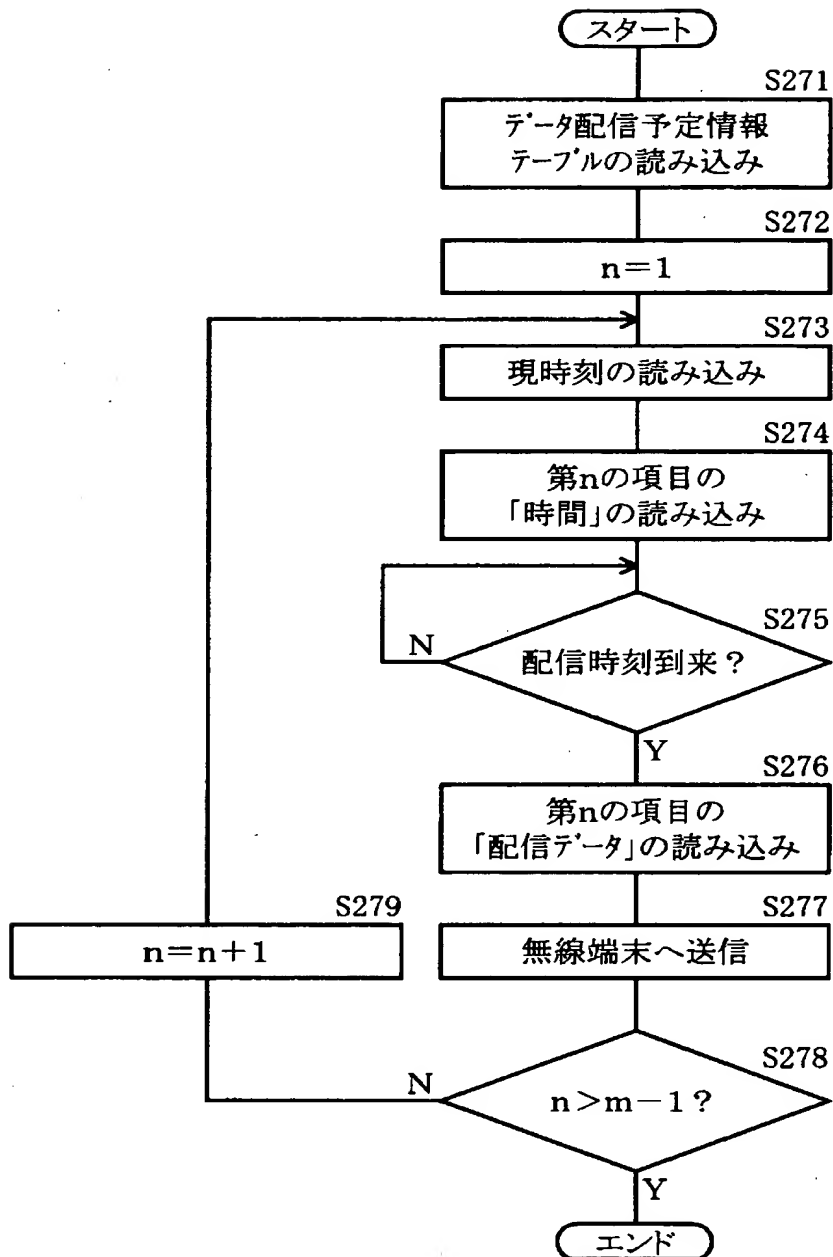 スタート
S271
データ配信予定情報
テーブルの読み込み
S272
n=1
S273
現時刻の読み込み
S274
第nの項目の
「時間」の読み込み
S275
配信時刻到来?
N
Y
S276
第nの項目の
「配信データ」の読み込み
S277
無線端末へ送信
S279
n=n+1
S278
n>m-1?
N
Y
エンド